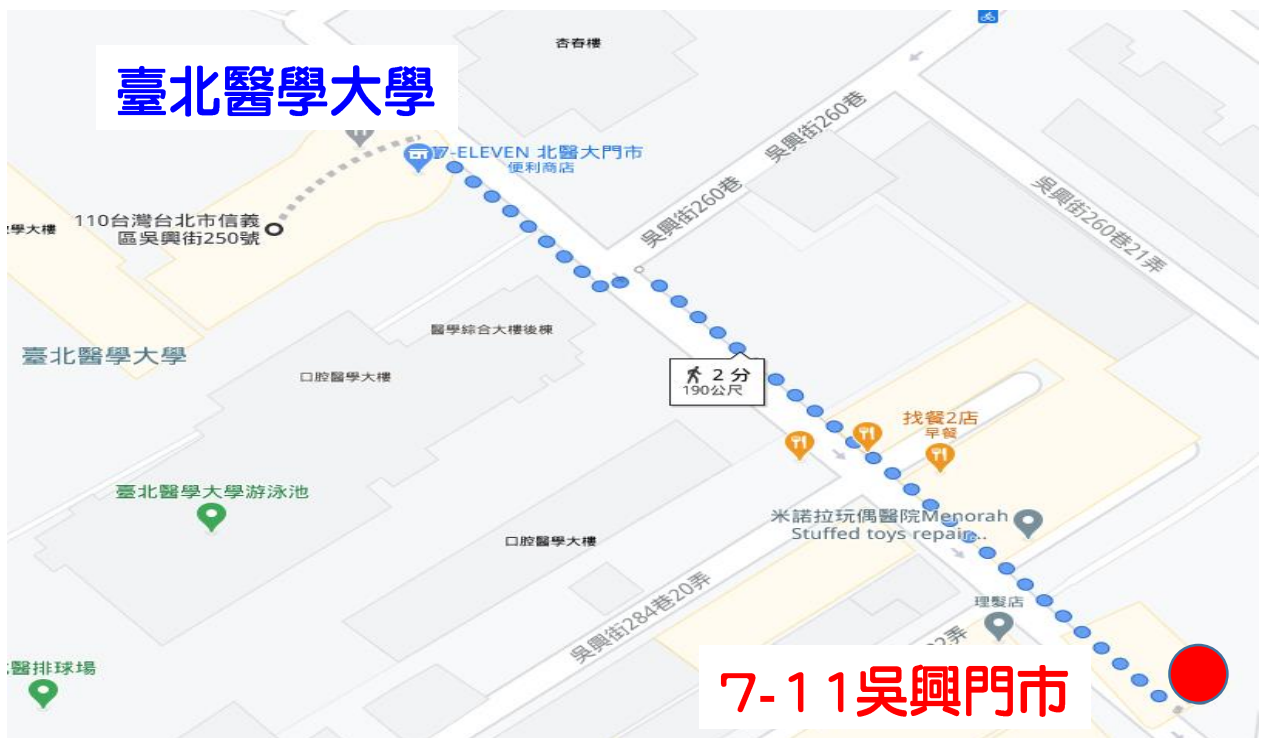 杏春樓
臺北醫學大學
吳興街260巷
7-ELEVEN 北醫大門市
便利商店
吳興街260巷
吳興街260巷21弄
110台灣台北市信義
區吳興街250號
學大樓
醫學綜合大樓後棟
臺北醫學大學
口腔醫學大樓
2 分
190公尺
找餐2店
早餐
臺北醫學大學游泳池
米諾拉玩偶醫院Menorah
Stuffed toys repair...
口腔醫學大樓
吳興街284巷20弄
理髮店
2弄
醫排球場
7-11吳興門市